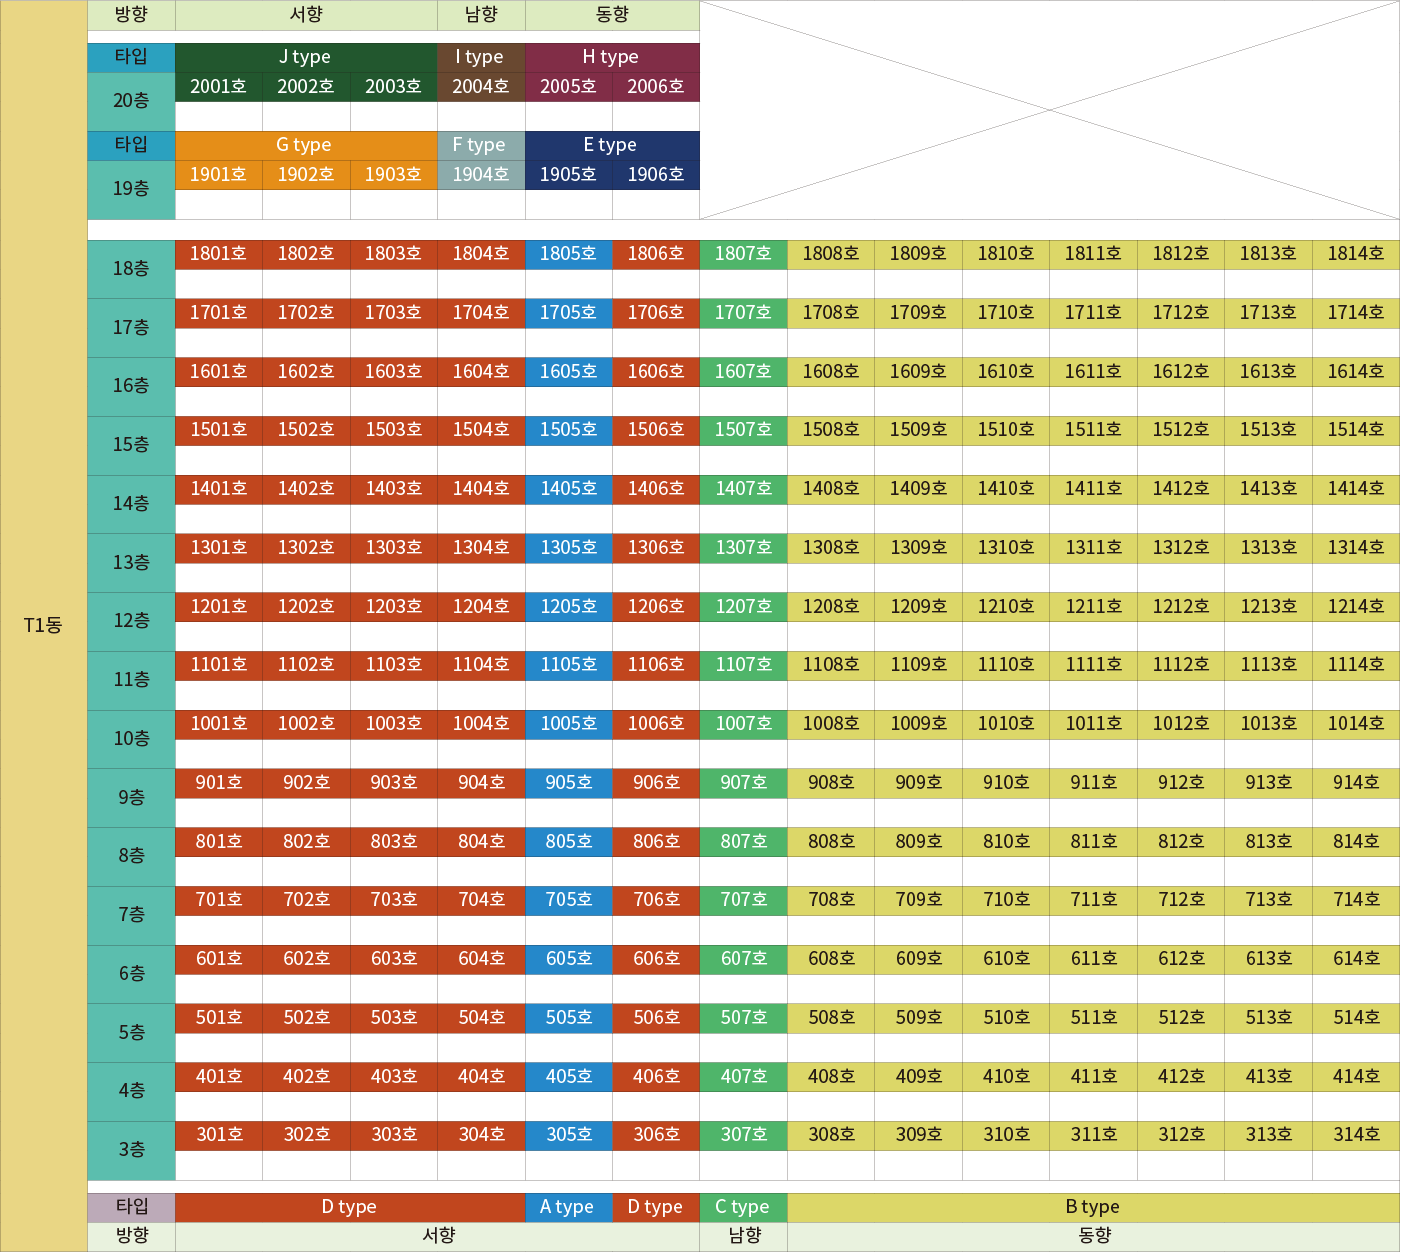 방향 서향 남향 동향
타입 J type I type H type
2001호 2002호 2003호 2004호 2005호 2006호
20층
타입 G type F type E type
1901호 1902호 1903호 1904호 1905호 1906호
19층
1801호 1802호 1803호 1804호 1805호 1806호 1807호 1808호 1809호 1810호 1811호 1812호 1813호 1814호
18층
1701호 1702호 1703호 1704호 1705호 1706호 1707호 1708호 1709호 1710호 1711호 1712호 1713호 1714호
17층
1601호 1602호 1603호 1604호 1605호 1606호 1607호 1608호 1609호 1610호 1611호 1612호 1613호 1614호
16층
1501호 1502호 1503호 1504호 1505호 1506호 1507호 1508호 1509호 1510호 1511호 1512호 1513호 1514호
15층
1401호 1402호 1403호 1404호 1405호 1406호 1407호 1408호 1409호 1410호 1411호 1412호 1413호 1414호
14층
1301호 1302호 1303호 1304호 1305호 1306호 1307호 1308호 1309호 1310호 1311호 1312호 1313호 1314호
13층
1201호 1202호 1203호 1204호 1205호 1206호 1207호 1208호 1209호 1210호 1211호 1212호 1213호 1214호
12층
T1동
1101호 1102호 1103호 1104호 1105호 1106호 1107호 1108호 1109호 1110호 1111호 1112호 1113호 1114호
11층
1001호 1002호 1003호 1004호 1005호 1006호 1007호 1008호 1009호 1010호 1011호 1012호 1013호 1014호
10층
901호 902호 903호 904호 905호 906호 907호 908호 909호 910호 911호 912호 913호 914호
9층
801호 802호 803호 804호 805호 806호 807호 808호 809호 810호 811호 812호 813호 814호
8층
701호 702호 703호 704호 705호 706호 707호 708호 709호 710호 711호 712호 713호 714호
7층
601호 602호 603호 604호 605호 606호 607호 608호 609호 610호 611호 612호 613호 614호
6층
501호 502호 503호 504호 505호 506호 507호 508호 509호 510호 511호 512호 513호 514호
5층
401호 402호 403호 404호 405호 406호 407호 408호 409호 410호 411호 412호 413호 414호
4층
301호 302호 303호 304호 305호 306호 307호 308호 309호 310호 311호 312호 313호 314호
3층
타입 D type A type D type C type B type
방향 서향 남향 동향